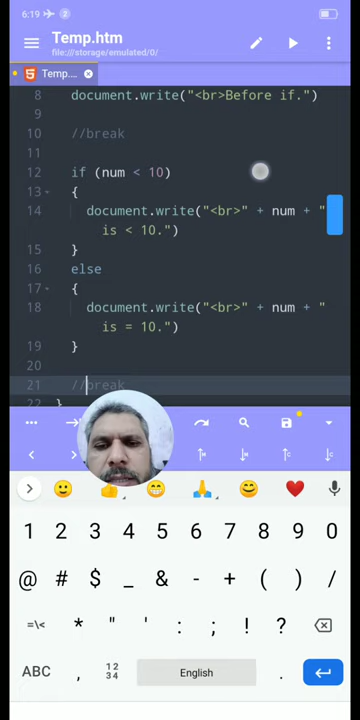 6:19 2
Temp.htm
file://storage/emulated/0/
Temp....
8 document.write("<br>Before if.")
9
10 //break
11
12 if (num < 10)
13 {
14 document.write("<br>" + num + "
is < 10.")
15 }
16 else
17 {
18 document.write("<br>" + num + "
is = 10.")
19 }
20
21 //break
22 }
1 2 3 4 5 6 7 8 9 0
@ # $ _ & - + ( ) /
=\< * " ' : ; ! ?
ABC , 12 34 English .